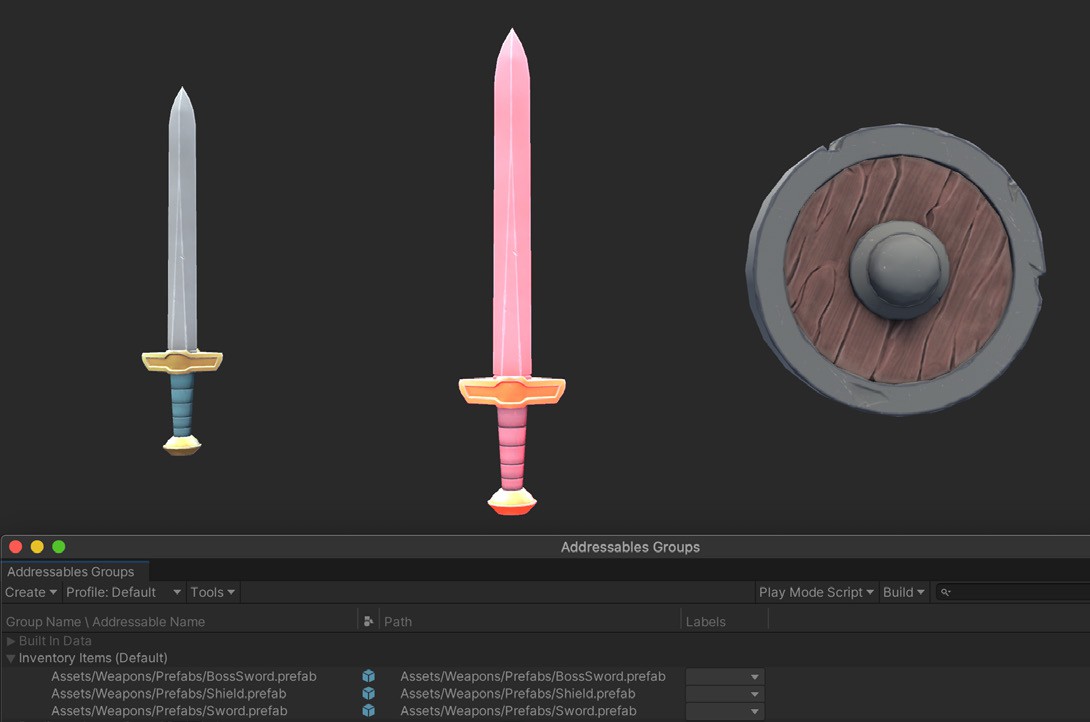 Addressables Groups
Addressables Groups
Create Profile: Default Tools Play Mode Script Build
Group Name \ Addressable Name Path Labels
Built In Data
Inventory Items (Default)
Assets/Weapons/Prefabs/BossSword.prefab Assets/Weapons/Prefabs/BossSword.prefab
Assets/Weapons/Prefabs/Shield.prefab Assets/Weapons/Prefabs/Shield.prefab
Assets/Weapons/Prefabs/Sword.prefab Assets/Weapons/Prefabs/Sword.prefab